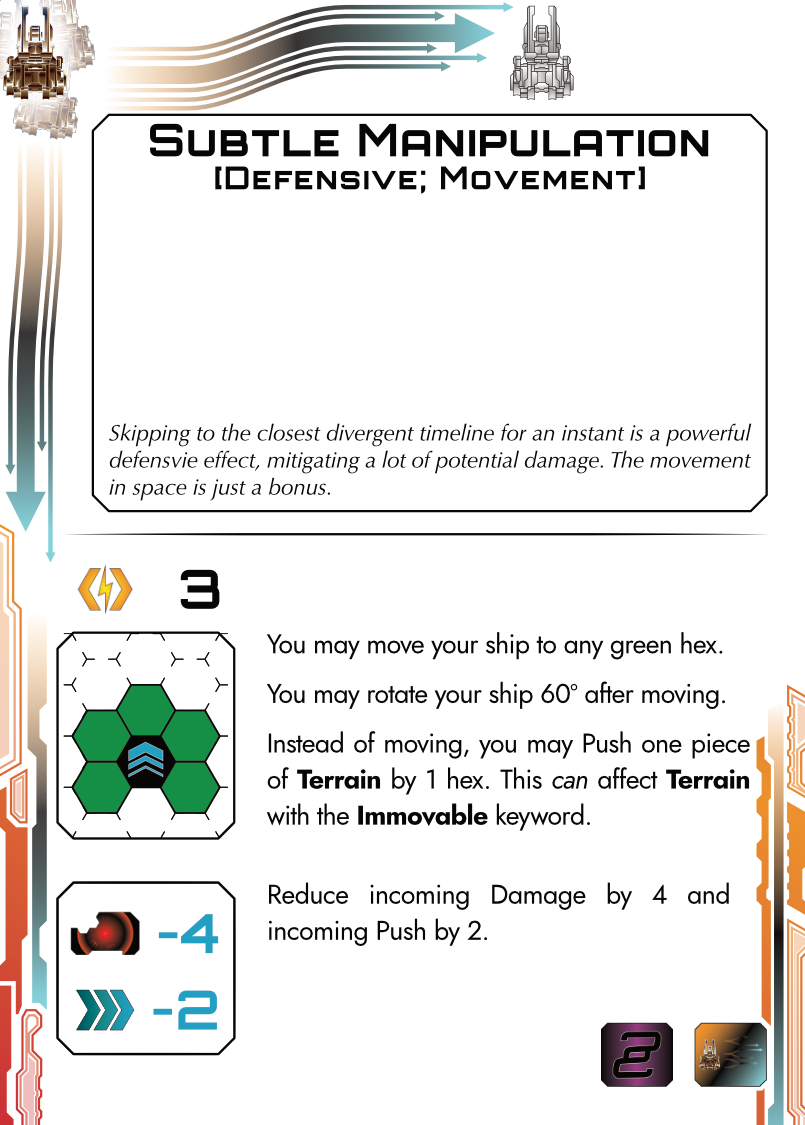 Subtle Manipulation
[Defensive; Movement]
Skipping to the closest divergent timeline for an instant is a powerful
defensvie effect, mitigating a lot of potential damage. The movement
in space is just a bonus.
3
You may move your ship to any green hex.
You may rotate your ship 60° after moving.
Instead of moving, you may Push one piece
of Terrain by 1 hex. This can affect Terrain
with the Immovable keyword.
Reduce incoming Damage by 4 and
incoming Push by 2.
-4
-2
2